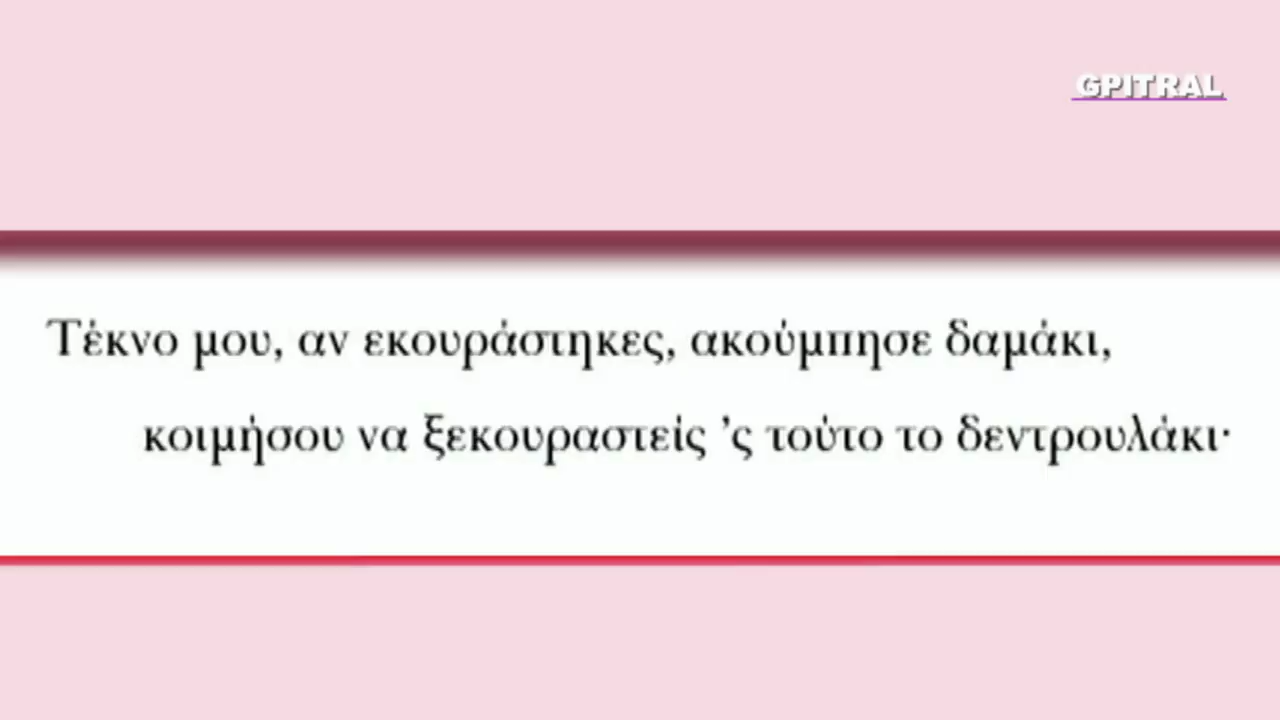 GPITRAL
Τέκνο μου, αν εκουράστηκες, ακούμπησε δαμάκι,
κοιμήσου να ξεκουραστείς ’ς τούτο το δεντρουλάκι·